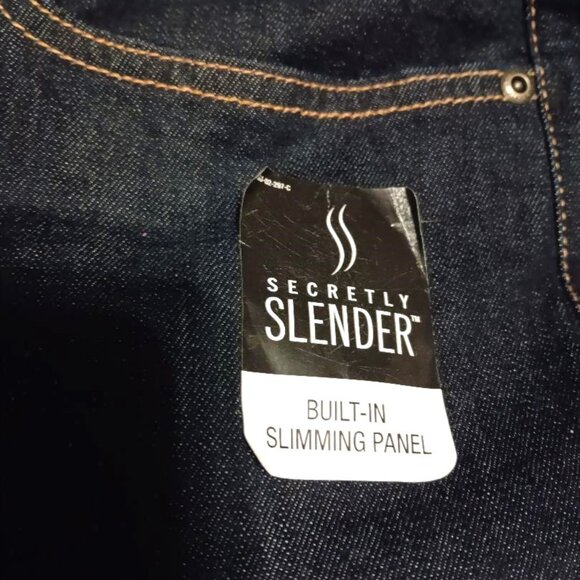 SECRETLY
SLENDER™
BUILT-IN
SLIMMING PANEL